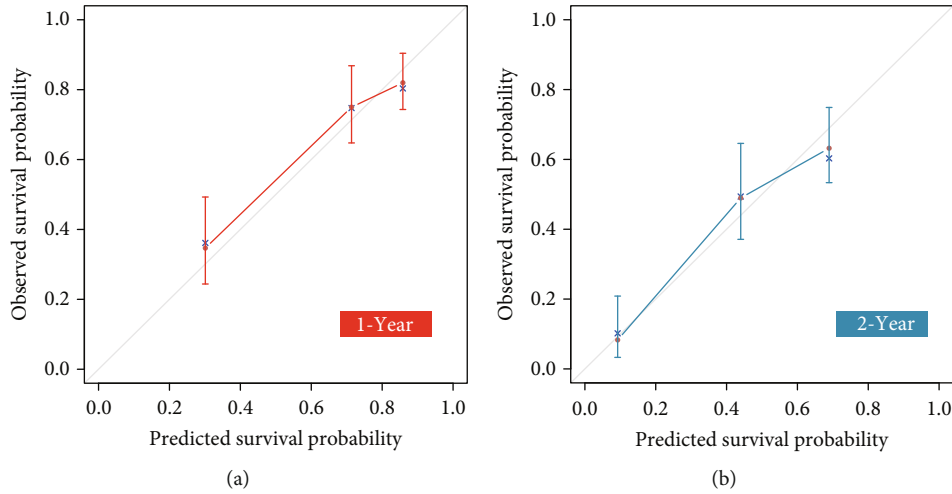 1.0
0.8
0.6
0.4
0.2
0.0
Observed survival probability
1-Year
0.0 0.2 0.4 0.6 0.8 1.0
Predicted survival probability
(a)
1.0
0.8
0.6
0.4
0.2
0.0
Observed survival probability
2-Year
0.0 0.2 0.4 0.6 0.8 1.0
Predicted survival probability
(b)